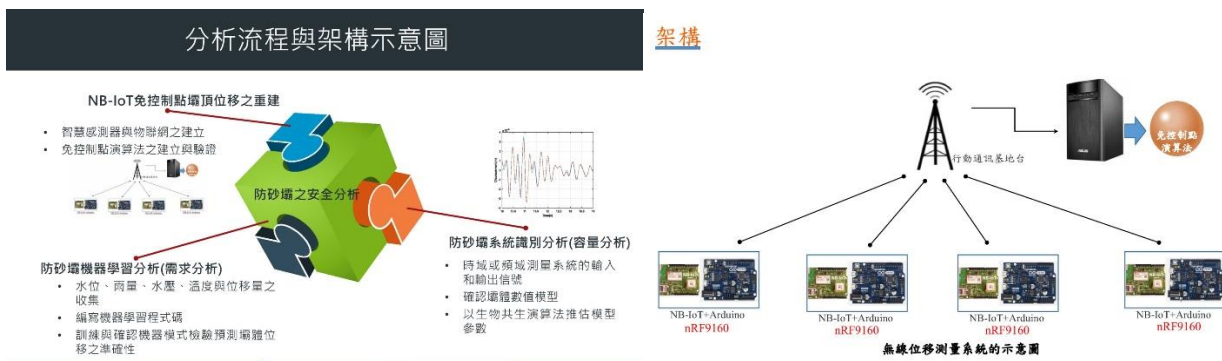 分析流程與架構示意圖
NB-IoT免控制點壩頂位移之重建
• 智慧感測器與物聯網之建立
• 免控制點演算法之建立與驗證
防砂壩之安全分析
防砂壩機器學習分析(需求分析)
• 水位、雨量、水壓、溫度與位移量之
收集
• 編寫機器學習程式碼
• 訓練與確認機器模式檢驗預測壩體位
移之準確性
防砂壩系統識別分析(容量分析)
• 時域或頻域測量系統的輸入
和輸出信號
• 確認壩體數值模型
• 以生物共生演算法推估模型
參數
架構
行動通訊基地台
免控制點
演算法
NB-IoT+Arduino
nRF9160
NB-IoT+Arduino
nRF9160
NB-IoT+Arduino
nRF9160
NB-IoT+Arduino
nRF9160
無線位移測量系統的示意圖